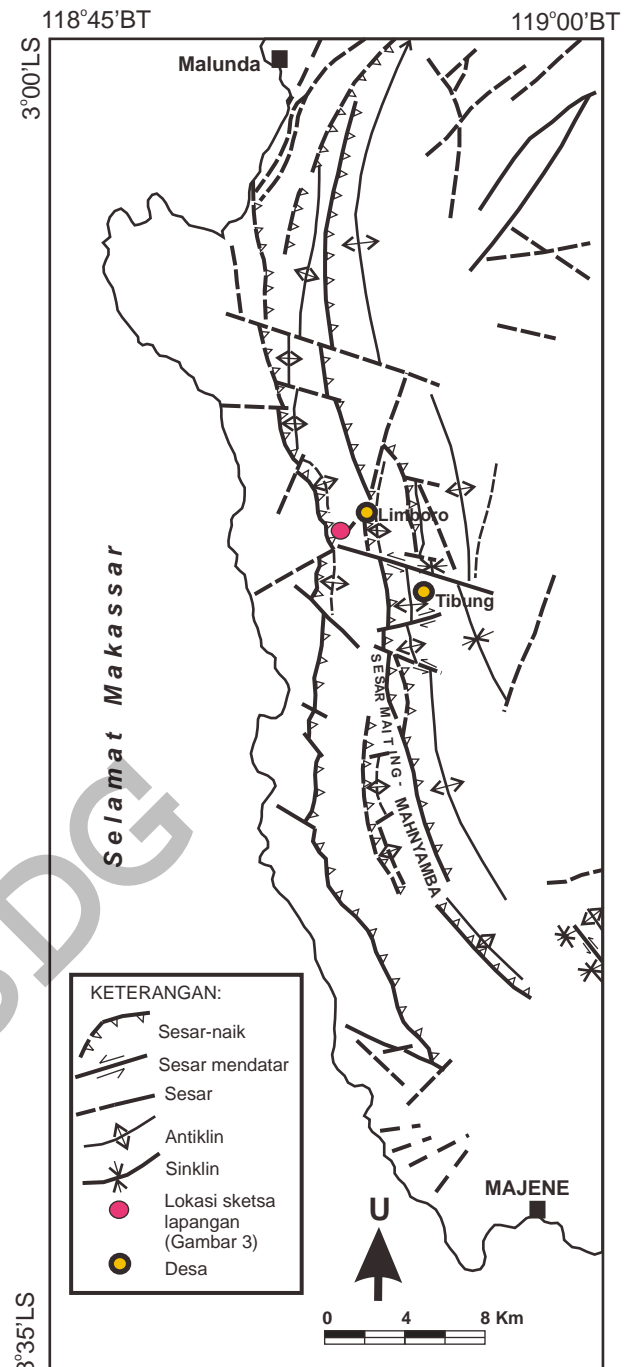 118°45'BT
119°00'BT
3°00'LS
Malunda
Limboro
Tibung
SESAR MAITING - MAHNYAMBA
Selamat Makassar
SDG
KETERANGAN:
Sesar-naik
Sesar mendatar
Sesar
Antiklin
Sinklin
Lokasi sketsa
lapangan
(Gambar 3)
Desa
U
MAJENE
0 4 8 Km
3°35'LS